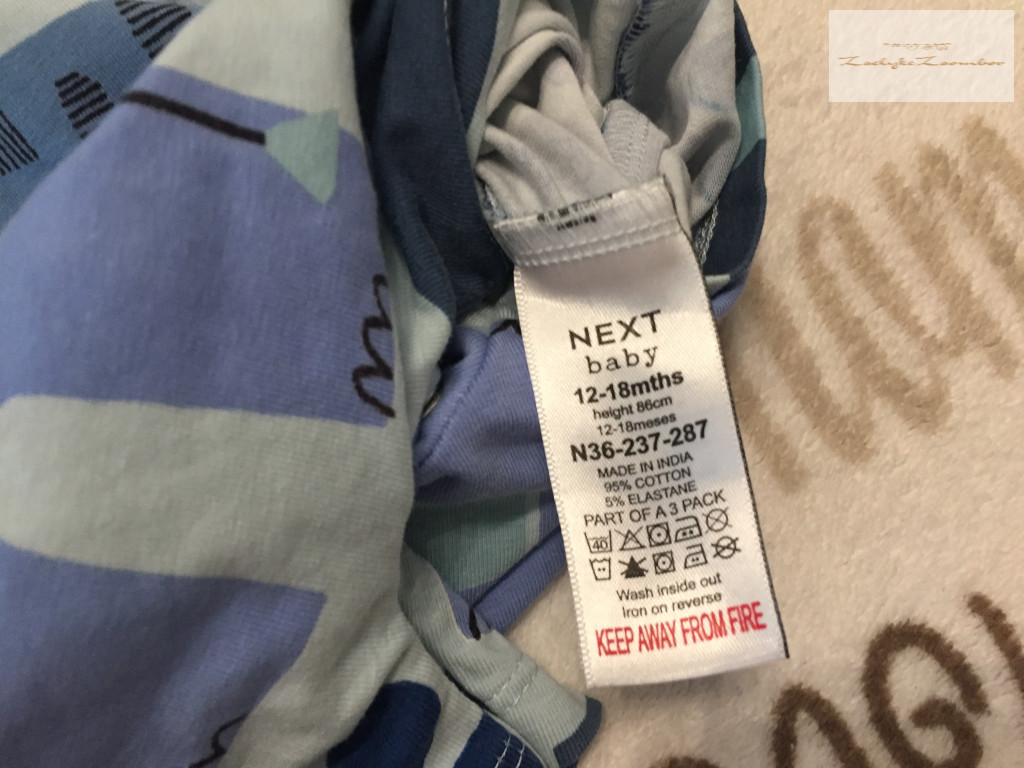 NEXT
baby
12-18mths
height 86cm
12-18meses
N36-237-287
MADE IN INDIA
95% COTTON
5% ELASTANE
PART OF A 3 PACK
40
Wash inside out
Iron on reverse
KEEP AWAY FROM FIRE